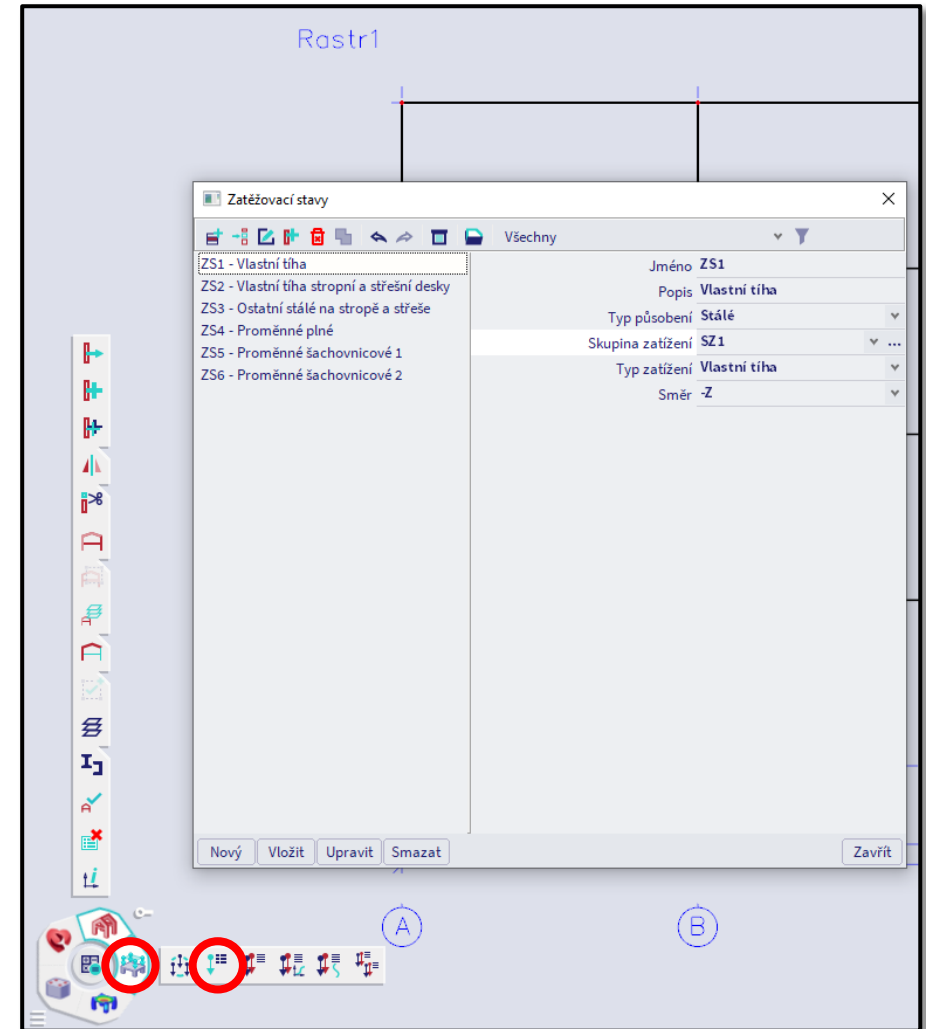 Rastr1
Zatěžovací stavy
Všechny
ZS1 - Vlastní tíha
ZS2 - Vlastní tíha stropní a střešní desky
ZS3 - Ostatní stálé na stropě a střeše
ZS4 - Proměnné plné
ZS5 - Proměnné šachovnicové 1
ZS6 - Proměnné šachovnicové 2
Jméno ZS1
Popis Vlastní tíha
Typ působení Stálé
Skupina zatížení SZ1 ...
Typ zatížení Vlastní tíha
Směr -Z
Nový Vložit Upravit Smazat Zavřít
A B